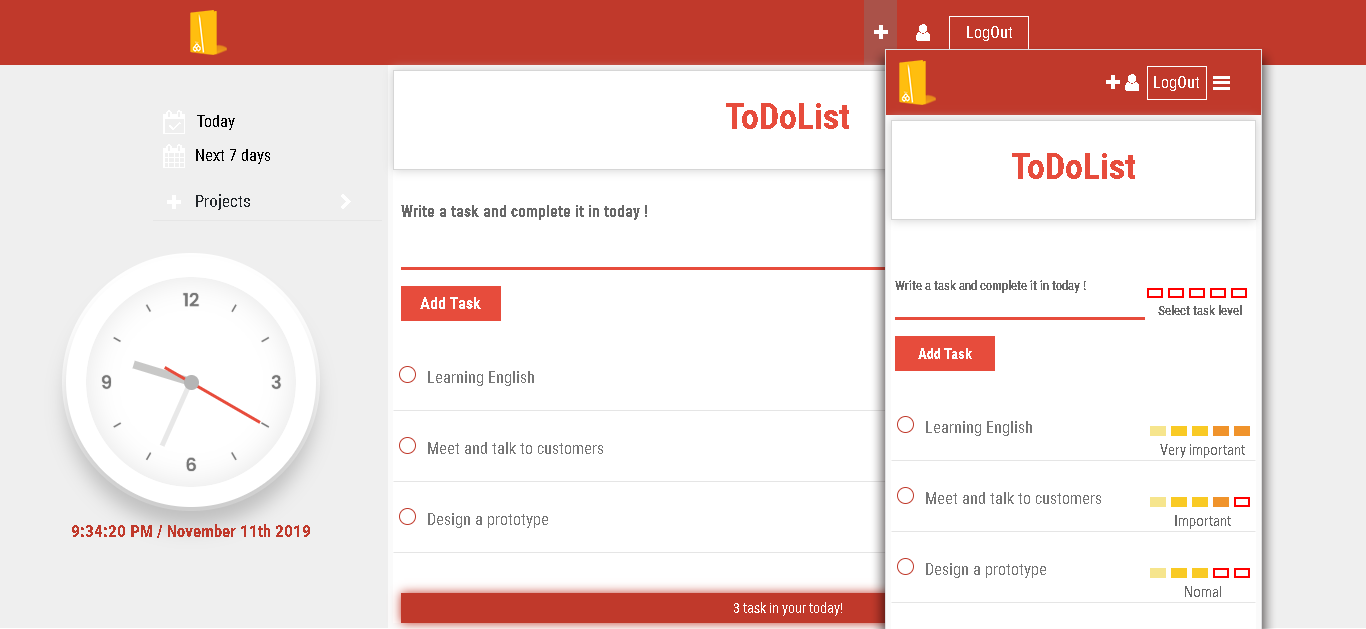 LogOut
Today
Next 7 days
Projects
12
9
3
6
9:34:20 PM / November 11th 2019
ToDoList
Write a task and complete it in today !
Add Task
Learning English
Meet and talk to customers
Design a prototype
3 task in your today!
LogOut
ToDoList
Write a task and complete it in today !
Select task level
Add Task
Learning English
Very important
Meet and talk to customers
Important
Design a prototype
Nomal